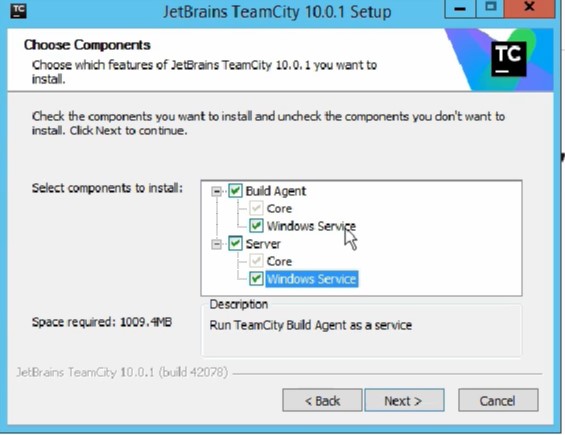 TC
JetBrains TeamCity 10.0.1 Setup
Choose Components
Choose which features of JetBrains TeamCity 10.0.1 you want to
install.
TC
Check the components you want to install and uncheck the components you don't want to
install. Click Next to continue.
Select components to install:
Build Agent
Core
Windows Service
Server
Core
Windows Service
Space required: 1009.4MB
Description
Run TeamCity Build Agent as a service
JetBrains TeamCity 10.0.1 (build 42078)
< Back
Next >
Cancel